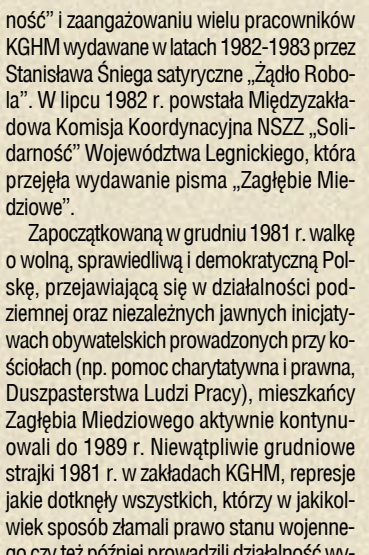 ność” i zaangażowaniu wielu pracowników
KGHM wydawane w latach 1982-1983 przez
Stanisława Śniega satyryczne „Żądło Robo-
la”. W lipcu 1982 r. powstała Międzyzakła-
dowa Komisja Koordynacyjna NSZZ „Soli-
darność” Województwa Legnickiego, która
przejęła wydawanie pisma „Zagłębie Mie-
dziowe”.
Zapoczątkowaną w grudniu 1981 r. walkę
o wolną, sprawiedliwą i demokratyczną Pol-
skę, przejawiającą się w działalności pod-
ziemnej oraz niezależnych jawnych inicjaty-
wach obywatelskich prowadzonych przy ko-
ściołach (np. pomoc charytatywna i prawna,
Duszpasterstwa Ludzi Pracy), mieszkańcy
Zagłębia Miedziowego aktywnie kontynu-
owali do 1989 r. Niewątpliwie grudniowe
strajki 1981 r. w zakładach KGHM, represje
jakie dotknęły wszystkich, którzy w jakikol-
wiek sposób złamali prawo stanu wojenne-
go czy też później prowadzili działalność wy-